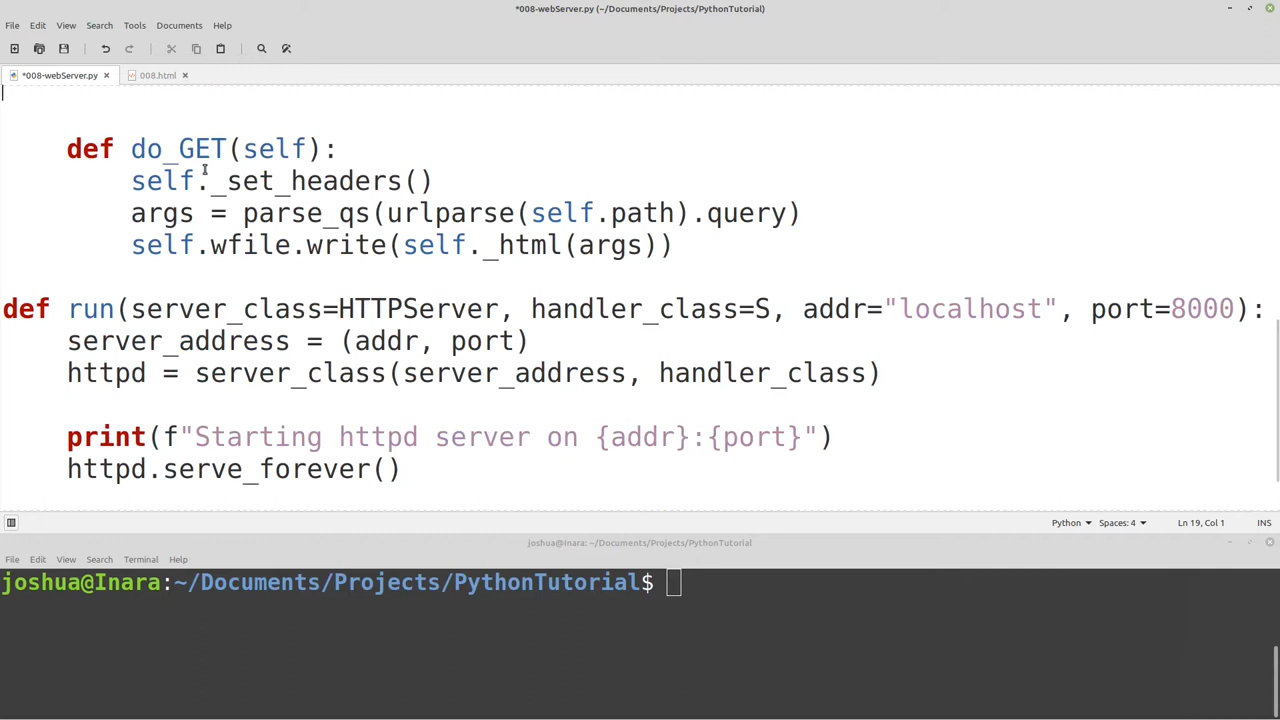 *008-webServer.py (~/Documents/Projects/PythonTutorial)
File Edit View Search Tools Documents Help
*008-webServer.py × 008.html ×
def do_GET(self):
self._set_headers()
args = parse_qs(urlparse(self.path).query)
self.wfile.write(self._html(args))
def run(server_class=HTTPServer, handler_class=S, addr="localhost", port=8000):
server_address = (addr, port)
httpd = server_class(server_address, handler_class)
print(f"Starting httpd server on {addr}:{port}")
httpd.serve_forever()
Python Spaces: 4 Ln 19, Col 1 INS
joshua@Inara: ~/Documents/Projects/PythonTutorial
File Edit View Search Terminal Help
joshua@Inara:~/Documents/Projects/PythonTutorial$